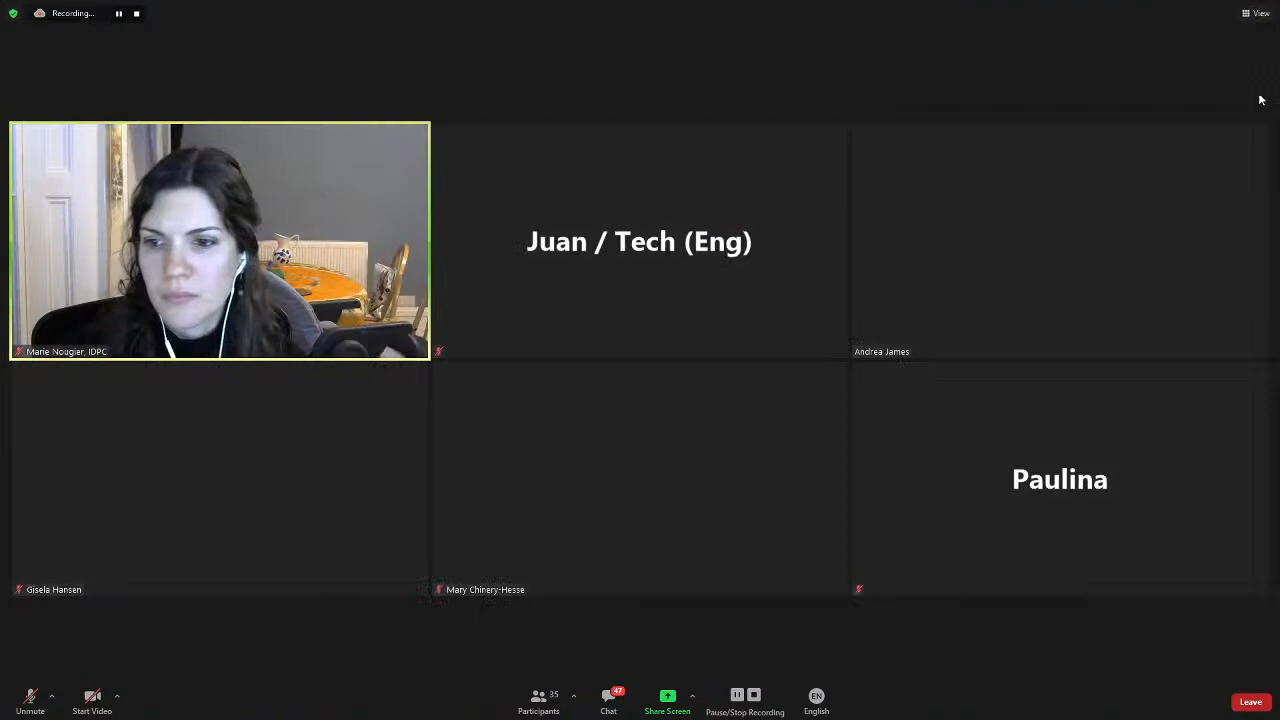 Recording...
View
Juan / Tech (Eng)
Marie Nougier, IDPC
Andrea James
Paulina
Gisela Hansen
Mary Chinery-Hesse
35
47
EN
Unmute
Start Video
Participants
Chat
Share Screen
Pause/Stop Recording
English
Leave